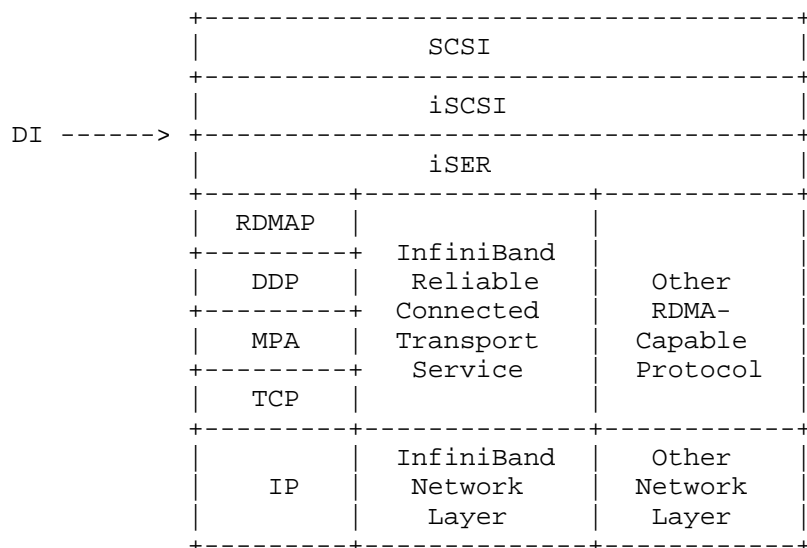 SCSI
iSCSI
DI ------>
iSER
RDMAP
InfiniBand
DDP Reliable Other
Connected RDMA-
MPA Transport Capable
Service Protocol
TCP
InfiniBand Other
IP Network Network
Layer Layer